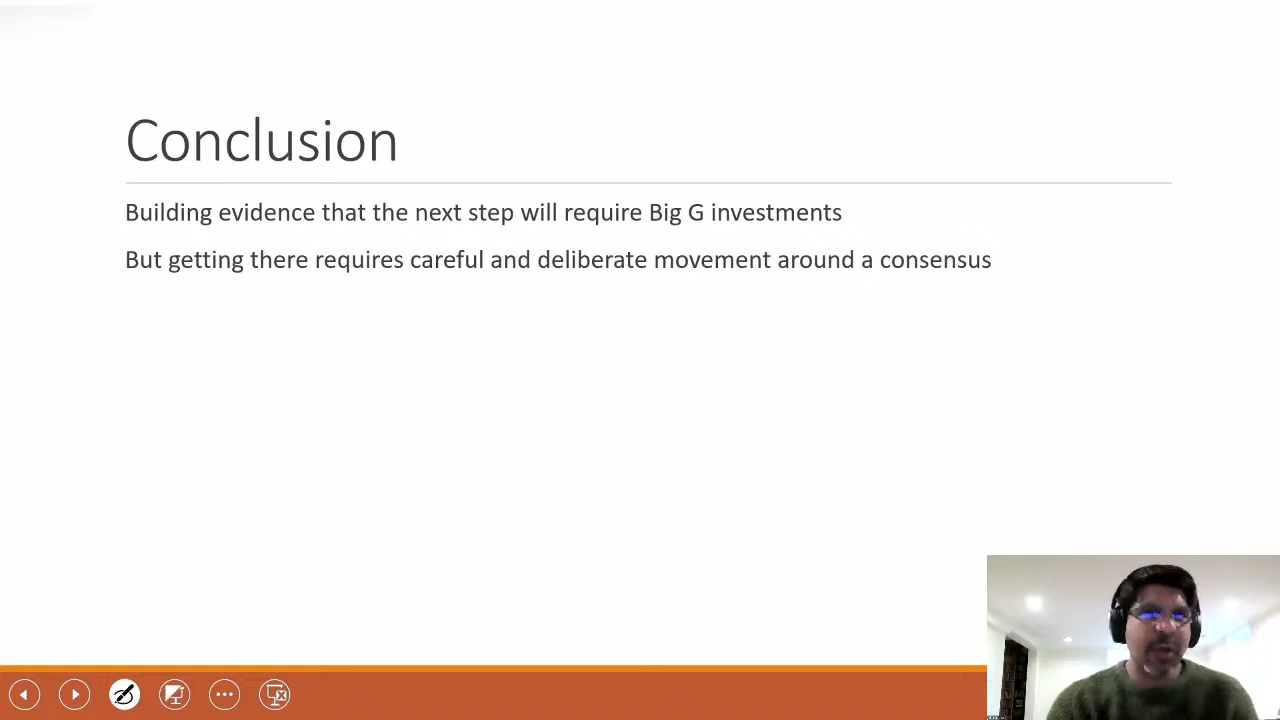 Conclusion
Building evidence that the next step will require Big G investments
But getting there requires careful and deliberate movement around a consensus